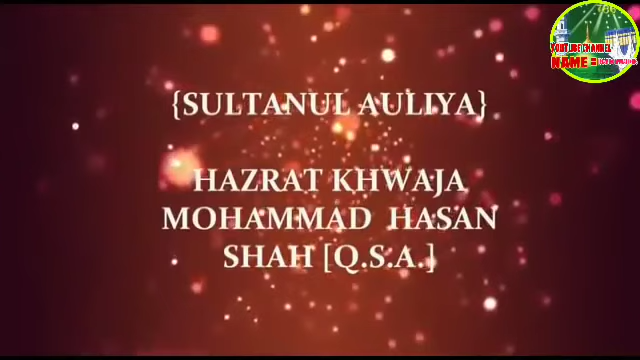 {SULTANUL AULIYA}
HAZRAT KHWAJA
MOHAMMAD HASAN
SHAH [Q.S.A.]
YOUTUBE CHANNEL
NAME =